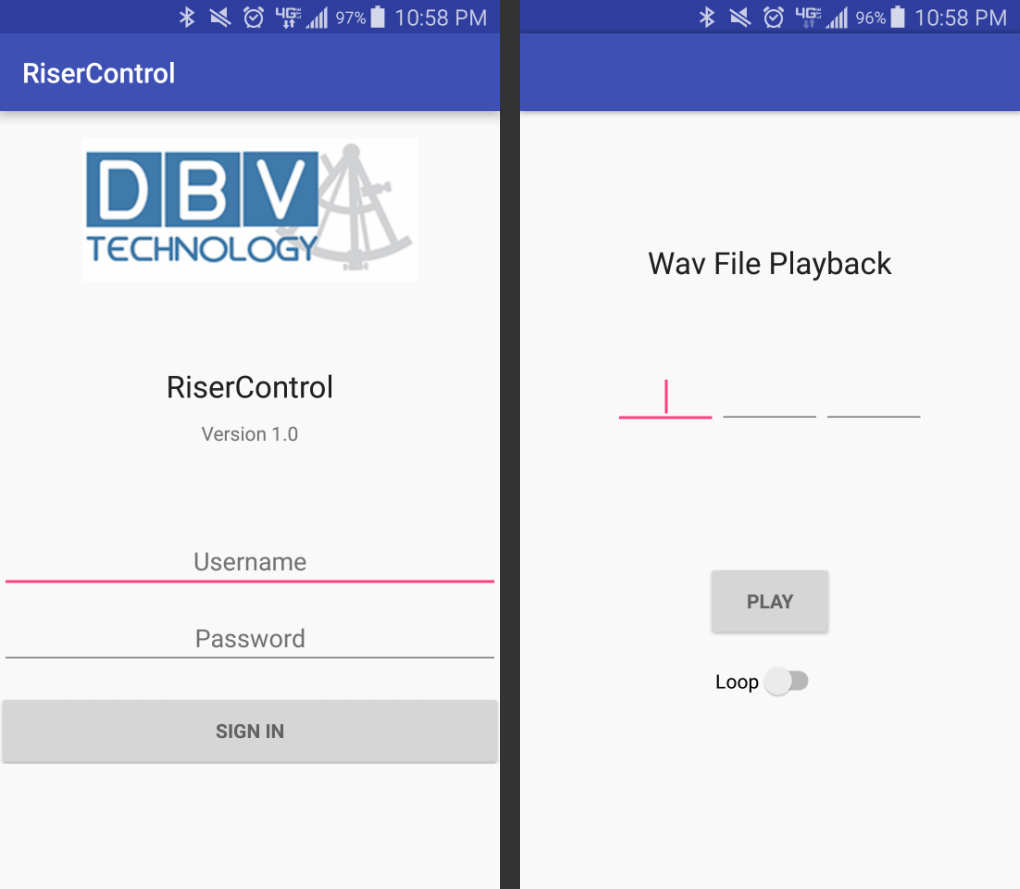 4G 97% 10:58 PM
RiserControl
DBV
TECHNOLOGY
RiserControl
Version 1.0
Username
Password
SIGN IN
4G 96% 10:58 PM
Wav File Playback
PLAY
Loop